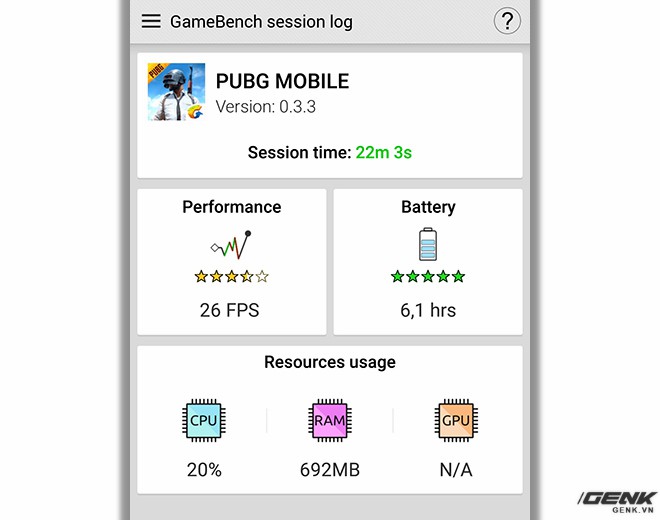 GameBench session log
?
PUBG
PUBG MOBILE
Version: 0.3.3
Session time: 22m 3s
Performance
Battery
26 FPS
6,1 hrs
Resources usage
CPU
RAM
GPU
20%
692MB
N/A
GENK
GENK.VN